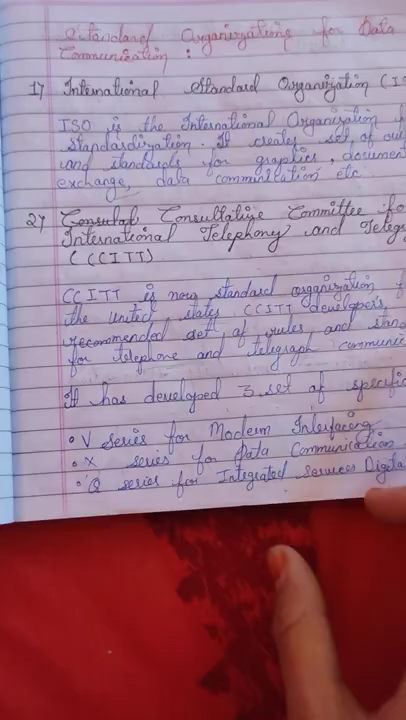 Standard Organizations for Data
Communication :
1) International Standard Organization (IS
ISO is the International Organization f
Standardization. It creates set of rul
and standards for graphics, document
exchange, data commnication etc.
2) Consultative Committee for
International Telephony and Teleg
(CCITT)
CCITT is now standard organization f
the united states CCITT developers
recommended set of rules, and stand
for telephone and telegraph communic
It has developed 3 set of specific
• V series for Modem Interfacing
• X series for Data Communication
• Q series for Integrated Services Digital